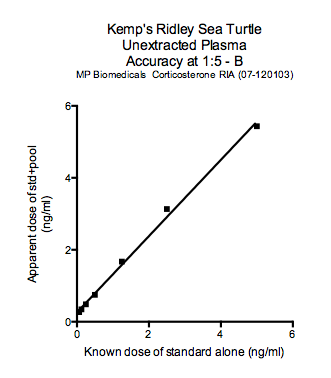 Kemp's Ridley Sea Turtle
Unextracted Plasma
Accuracy at 1:5 - B
MP Biomedicals Corticosterone RIA (07-120103)
6
4
2
0
Apparent dose of std+pool
(ng/ml)
0 2 4 6
Known dose of standard alone (ng/ml)